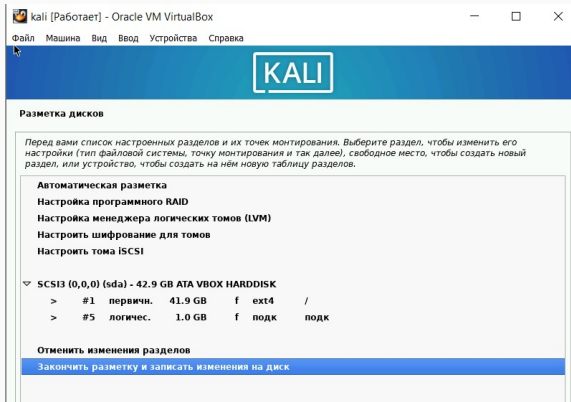 kali [Работает] - Oracle VM VirtualBox
Файл Машина Вид Ввод Устройства Справка
KALI
Разметка дисков
Перед вами список настроенных разделов и их точек монтирования. Выберите раздел, чтобы изменить его
настройки (тип файловой системы, точку монтирования и так далее), свободное место, чтобы создать новый
раздел, или устройство, чтобы создать на нём новую таблицу разделов.
Автоматическая разметка
Настройка программного RAID
Настройка менеджера логических томов (LVM)
Настроить шифрование для томов
Настроить тома iSCSI
SCSI3 (0,0,0) (sda) - 42.9 GB ATA VBOX HARDDISK
> #1 первичн. 41.9 GB f ext4 /
> #5 логичес. 1.0 GB f подк подк
Отменить изменения разделов
Закончить разметку и записать изменения на диск